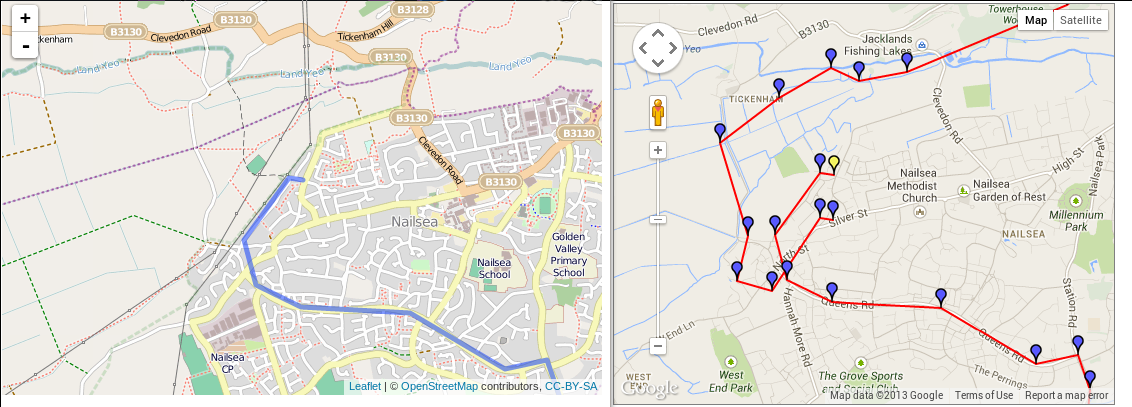 +
-
B3130
B3128
B3130
Clevedon Road
Tickenham Hill
ckenham
B3130
Land Yeo
Land Yeo
Land Yeo
B3130
B3130
Clevedon Road
B3130
Nailsea
Golden
Valley
Primary
School
Nailsea
School
Nailsea
CP
Leaflet | © OpenStreetMap contributors, CC-BY-SA
Towerhouse
Wo
Map
Satellite
Clevedon Rd
B3130
Jacklands
Fishing Lakes
Yeo
TICKENHAM
Clevedon Rd
High St
Nailsea Park
Nailsea
Methodist
Church
Nailsea
Garden of Rest
Millennium
Park
Silver St
NAILSEA
North St
Hannah More Rd
Queens Rd
Station Rd
End Ln
Queens Rd
The Perrings
WEST
END
West
End Park
The Grove Sports
and Social Club
Google
Map data ©2013 Google
Terms of Use
Report a map error